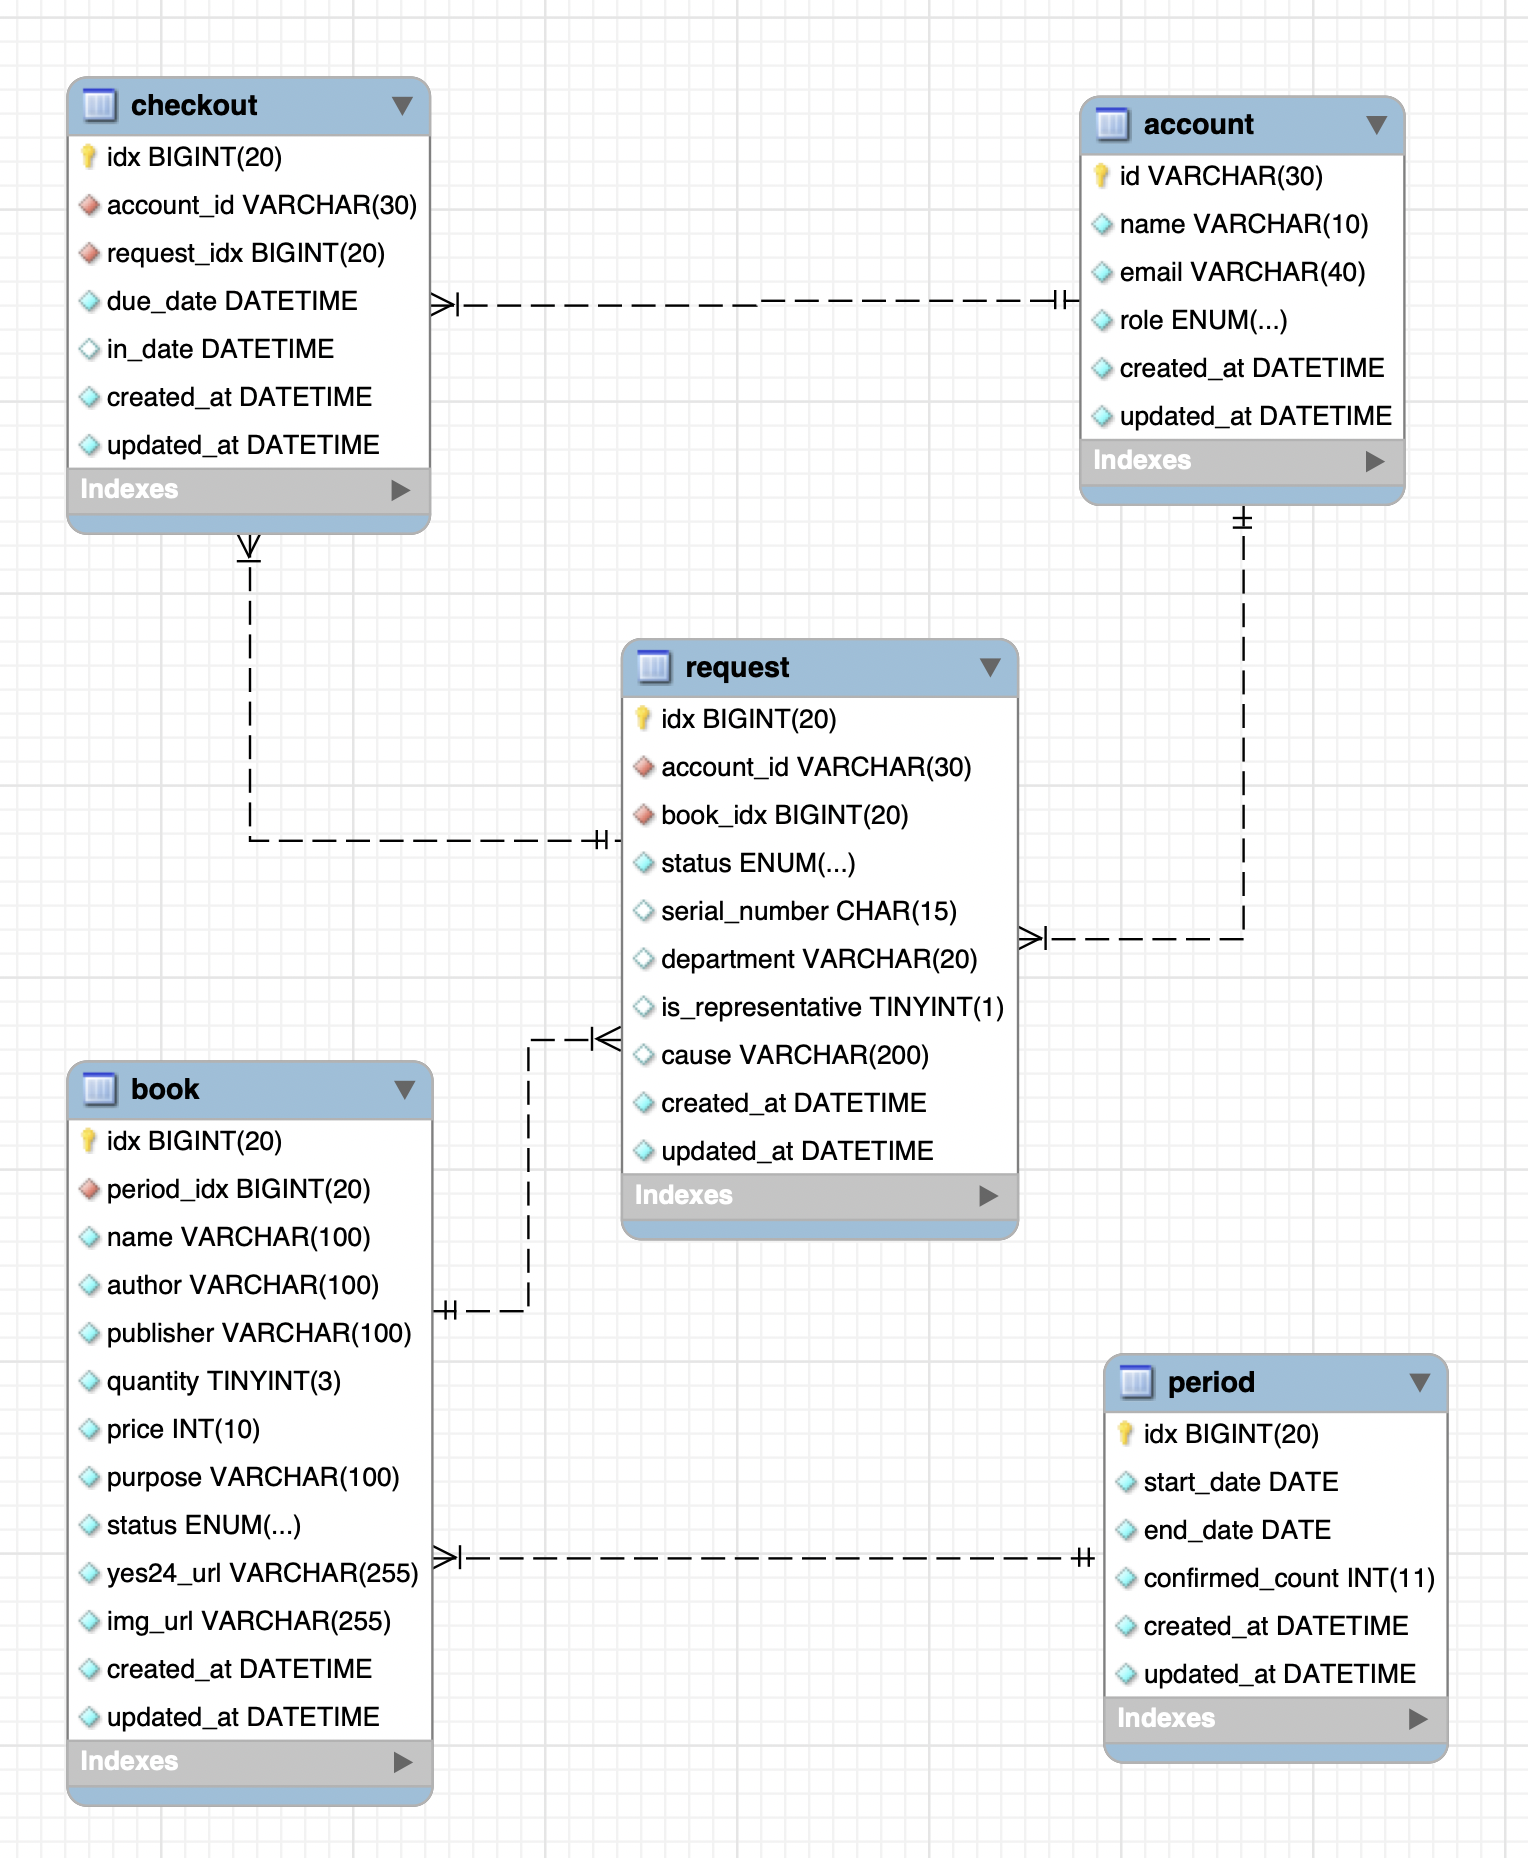 checkout
idx BIGINT(20)
account_id VARCHAR(30)
request_idx BIGINT(20)
due_date DATETIME
in_date DATETIME
created_at DATETIME
updated_at DATETIME
Indexes
account
id VARCHAR(30)
name VARCHAR(10)
email VARCHAR(40)
role ENUM(...)
created_at DATETIME
updated_at DATETIME
Indexes
request
idx BIGINT(20)
account_id VARCHAR(30)
book_idx BIGINT(20)
status ENUM(...)
serial_number CHAR(15)
department VARCHAR(20)
is_representative TINYINT(1)
cause VARCHAR(200)
created_at DATETIME
updated_at DATETIME
Indexes
book
idx BIGINT(20)
period_idx BIGINT(20)
name VARCHAR(100)
author VARCHAR(100)
publisher VARCHAR(100)
quantity TINYINT(3)
price INT(10)
purpose VARCHAR(100)
status ENUM(...)
yes24_url VARCHAR(255)
img_url VARCHAR(255)
created_at DATETIME
updated_at DATETIME
Indexes
period
idx BIGINT(20)
start_date DATE
end_date DATE
confirmed_count INT(11)
created_at DATETIME
updated_at DATETIME
Indexes